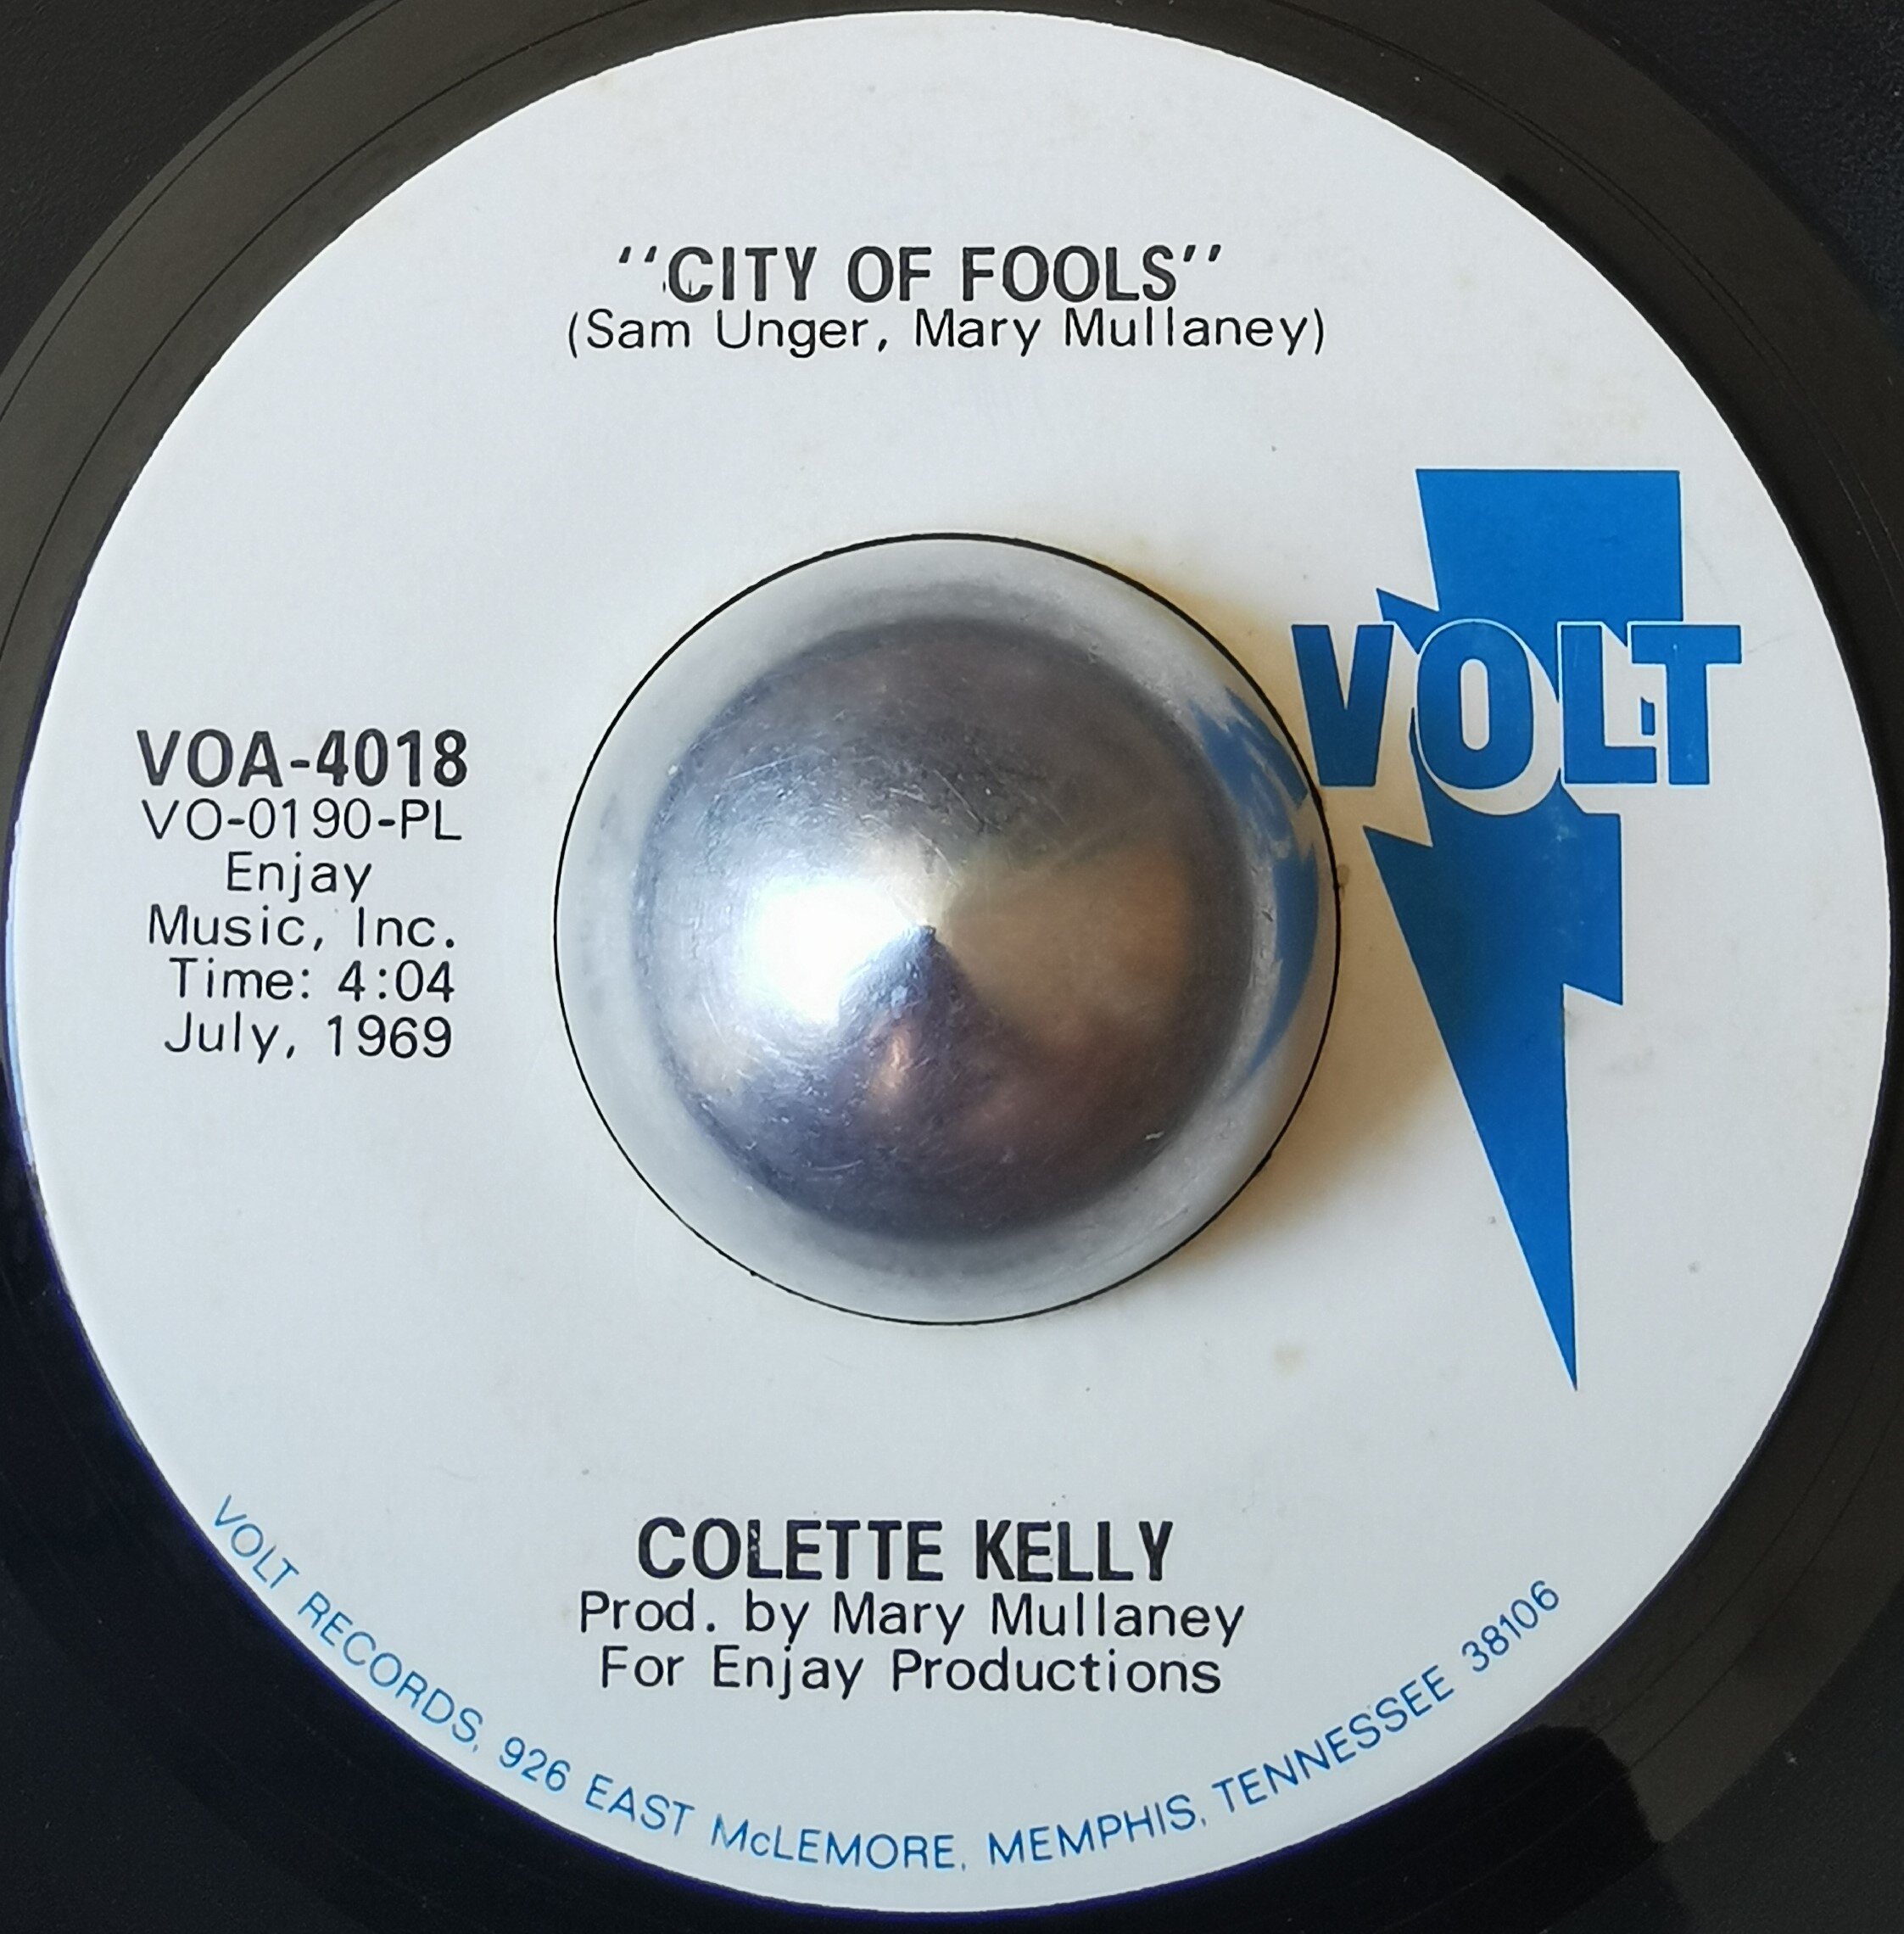 "CITY OF FOOLS"
(Sam Unger, Mary Mullaney)
VOLT
VOA-4018
VO-0190-PL
Enjay
Music, Inc.
Time: 4:04
July, 1969
COLETTE KELLY
Prod. by Mary Mullaney
For Enjay Productions
VOLT RECORDS, 926 EAST McLEMORE, MEMPHIS, TENNESSEE 38106